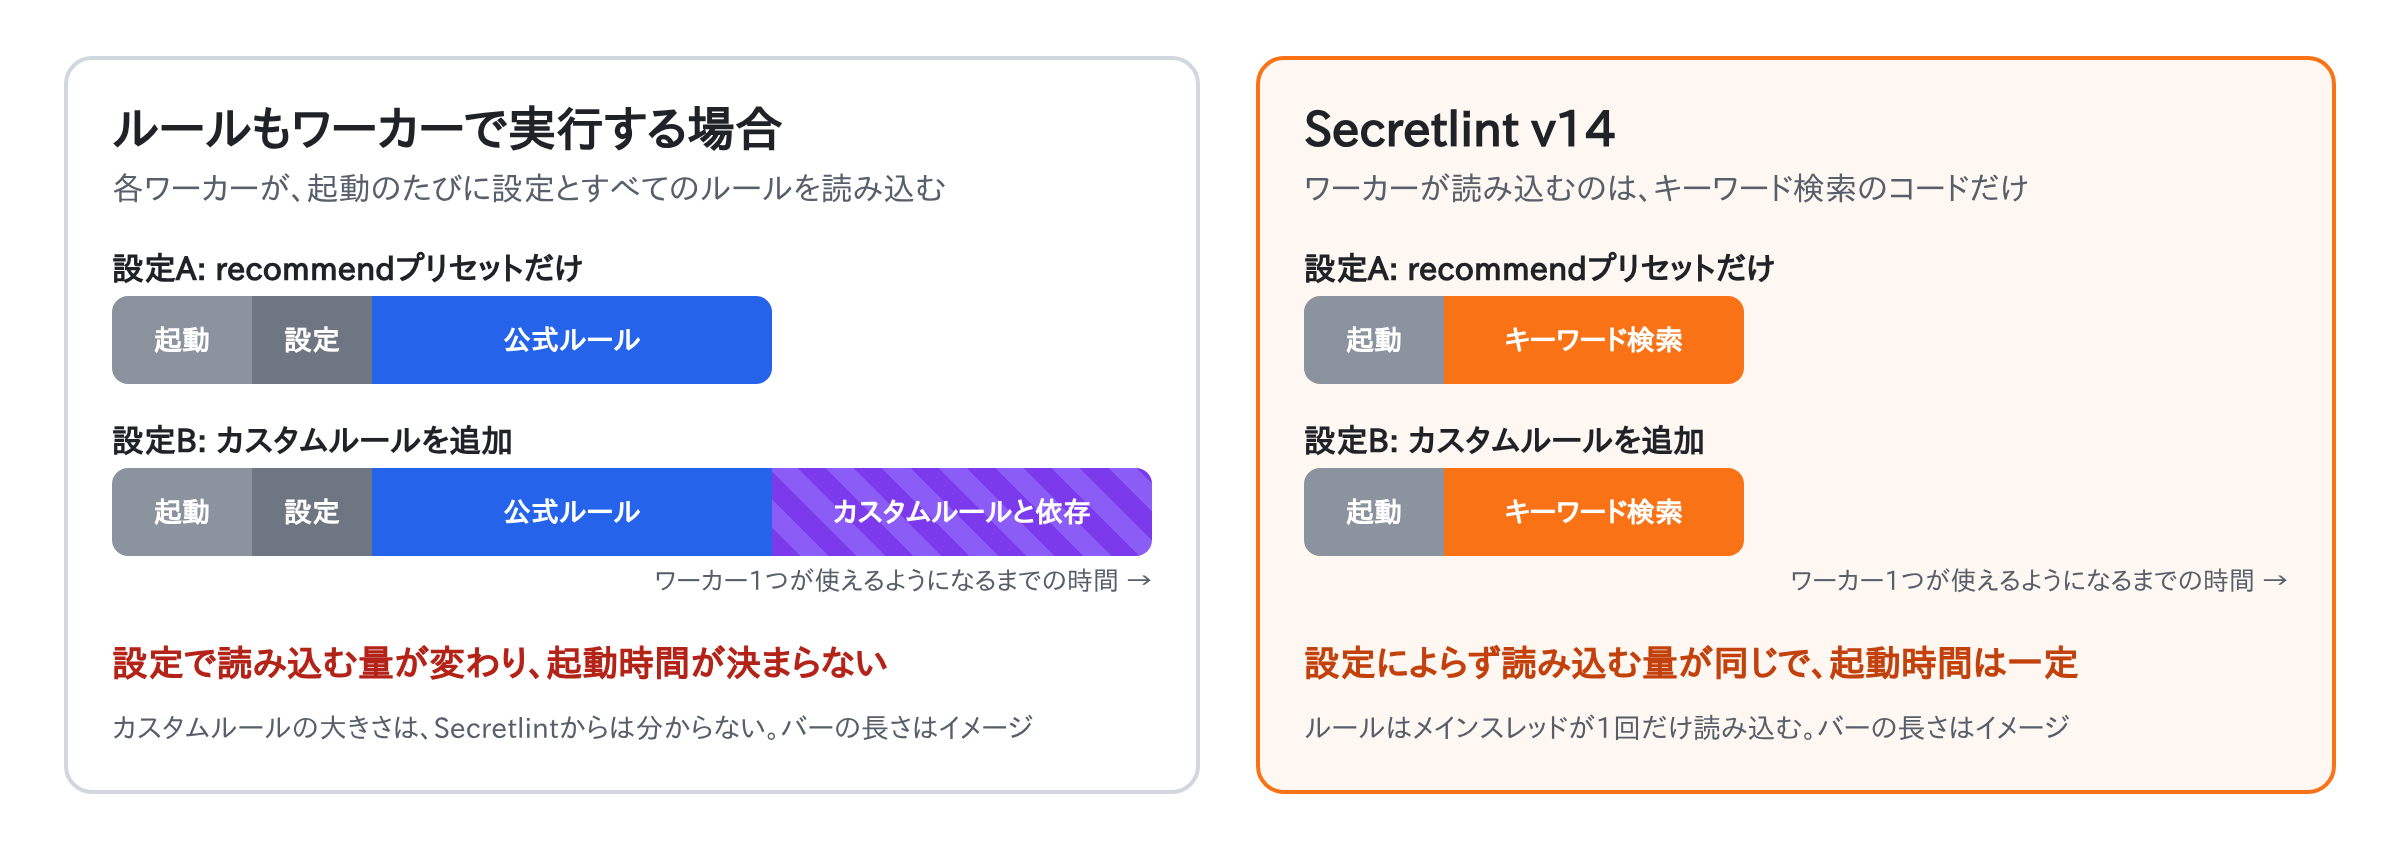 ルールもワーカーで実行する場合
各ワーカーが、起動のたびに設定とすべてのルールを読み込む
設定A: recommendプリセットだけ
起動 設定 公式ルール
設定B: カスタムルールを追加
起動 設定 公式ルール カスタムルールと依存
ワーカー1つが使えるようになるまでの時間 →
設定で読み込む量が変わり、起動時間が決まらない
カスタムルールの大きさは、Secretlintからは分からない。バーの長さはイメージ
Secretlint v14
ワーカーが読み込むのは、キーワード検索のコードだけ
設定A: recommendプリセットだけ
起動 キーワード検索
設定B: カスタムルールを追加
起動 キーワード検索
ワーカー1つが使えるようになるまでの時間 →
設定によらず読み込む量が同じで、起動時間は一定
ルールはメインスレッドが1回だけ読み込む。バーの長さはイメージ